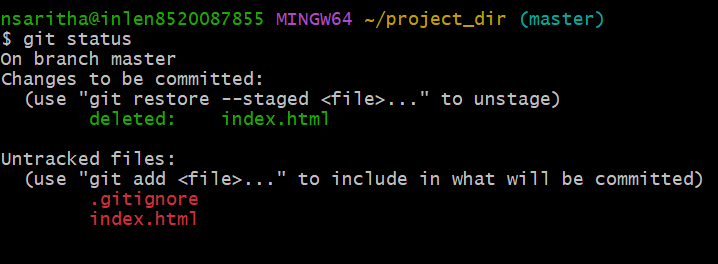 nsaritha@inlen8520087855 MINGW64 ~/project_dir (master)
$ git status
On branch master
Changes to be committed:
  (use "git restore --staged <file>..." to unstage)
        deleted:    index.html

Untracked files:
  (use "git add <file>..." to include in what will be committed)
        .gitignore
        index.html